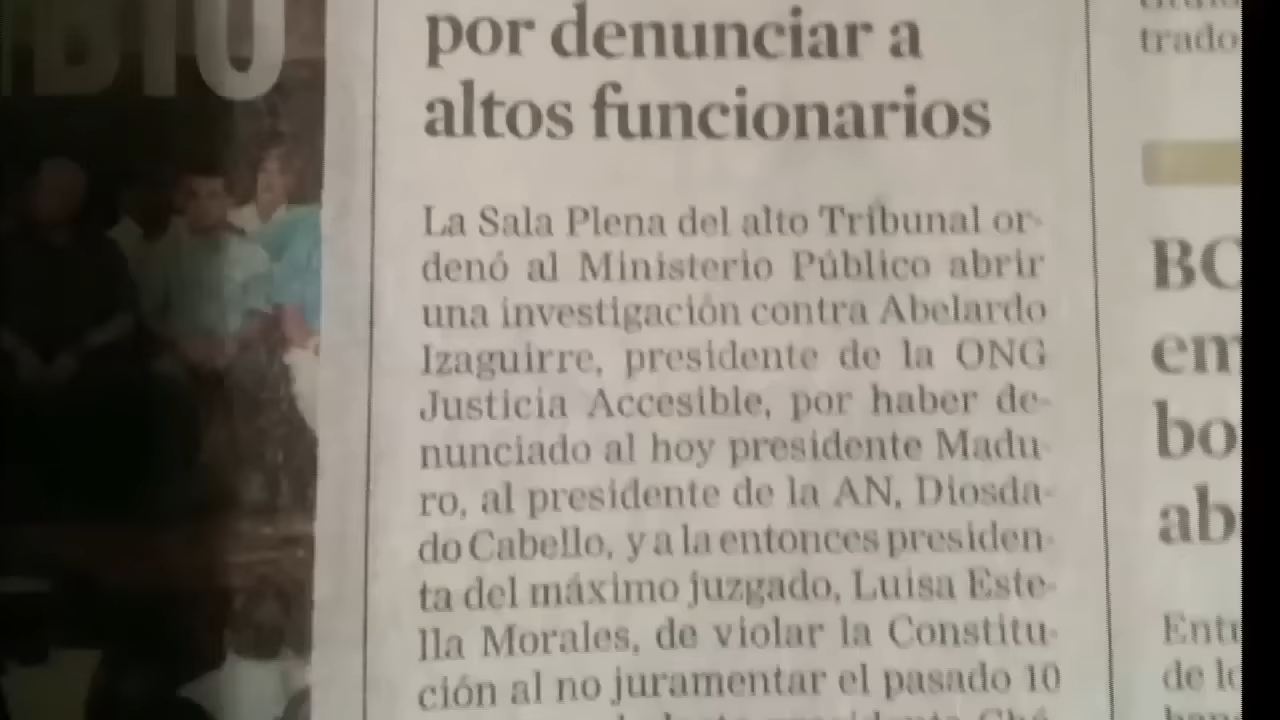 por denunciar a
altos funcionarios
La Sala Plena del alto Tribunal or-
denó al Ministerio Público abrir
una investigación contra Abelardo
Izaguirre, presidente de la ONG
Justicia Accesible, por haber de-
nunciado al hoy presidente Madu-
ro, al presidente de la AN, Diosda-
do Cabello, y a la entonces presiden-
ta del máximo juzgado, Luisa Este-
lla Morales, de violar la Constitu-
ción al no juramentar el pasado 10
trado
BC
em
bo
ab
Entr
de lo